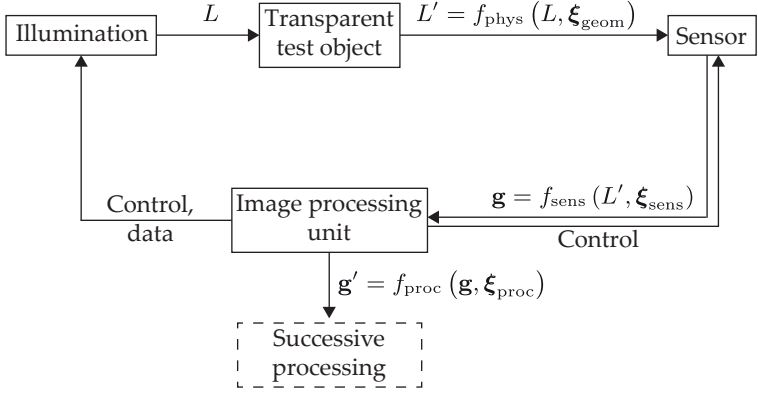 Illumination
L
Transparent
test object
L′ = f_phys (L, ξ_geom)
Sensor
Control,
data
Image processing
unit
g = f_sens (L′, ξ_sens)
Control
g′ = f_proc (g, ξ_proc)
Successive
processing